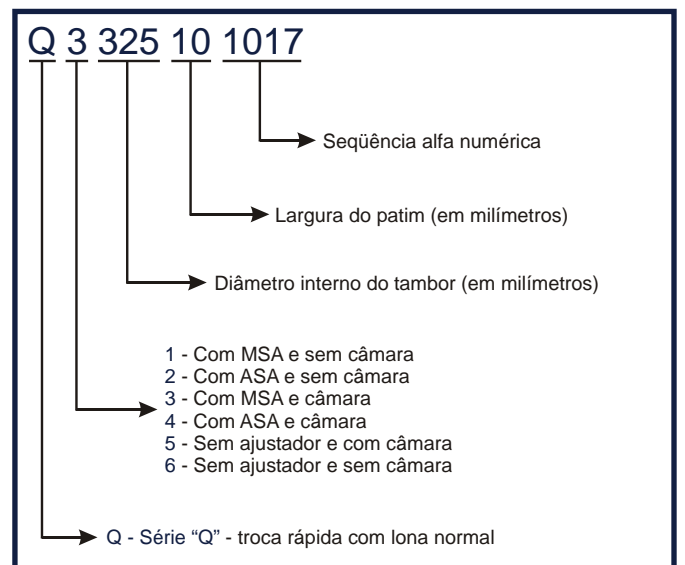 Q 3 325 10 1017
Seqüência alfa numérica
Largura do patim (em milímetros)
Diâmetro interno do tambor (em milímetros)
1 - Com MSA e sem câmara
2 - Com ASA e sem câmara
3 - Com MSA e câmara
4 - Com ASA e câmara
5 - Sem ajustador e com câmara
6 - Sem ajustador e sem câmara
Q - Série “Q” - troca rápida com lona normal